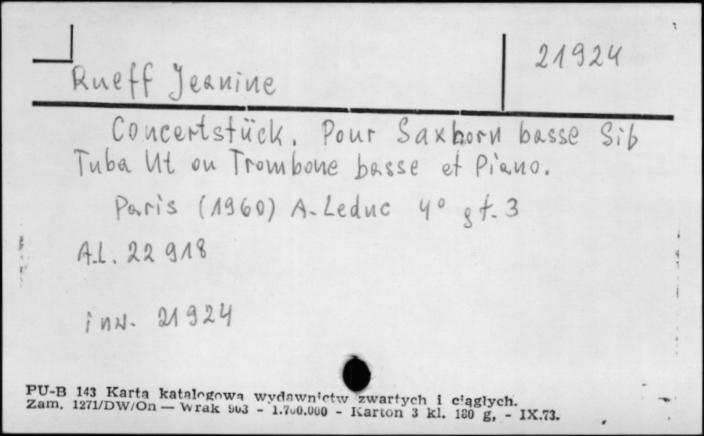 21924
Rueff Jeanine
Concertstück. Pour Saxhorn basse Sib
Tuba Ut ou Trombone basse et Piano.
Paris (1960) A. Leduc 4° gł. 3
A.L. 22 918
inw. 21924
PU-B 143 Karta katalogowa wydawnictw zwartych i ciągłych.
Zam. 1271/DW/On — Wrak 903 - 1.700.000 - Karton 3 kl. 180 g, - IX.73.